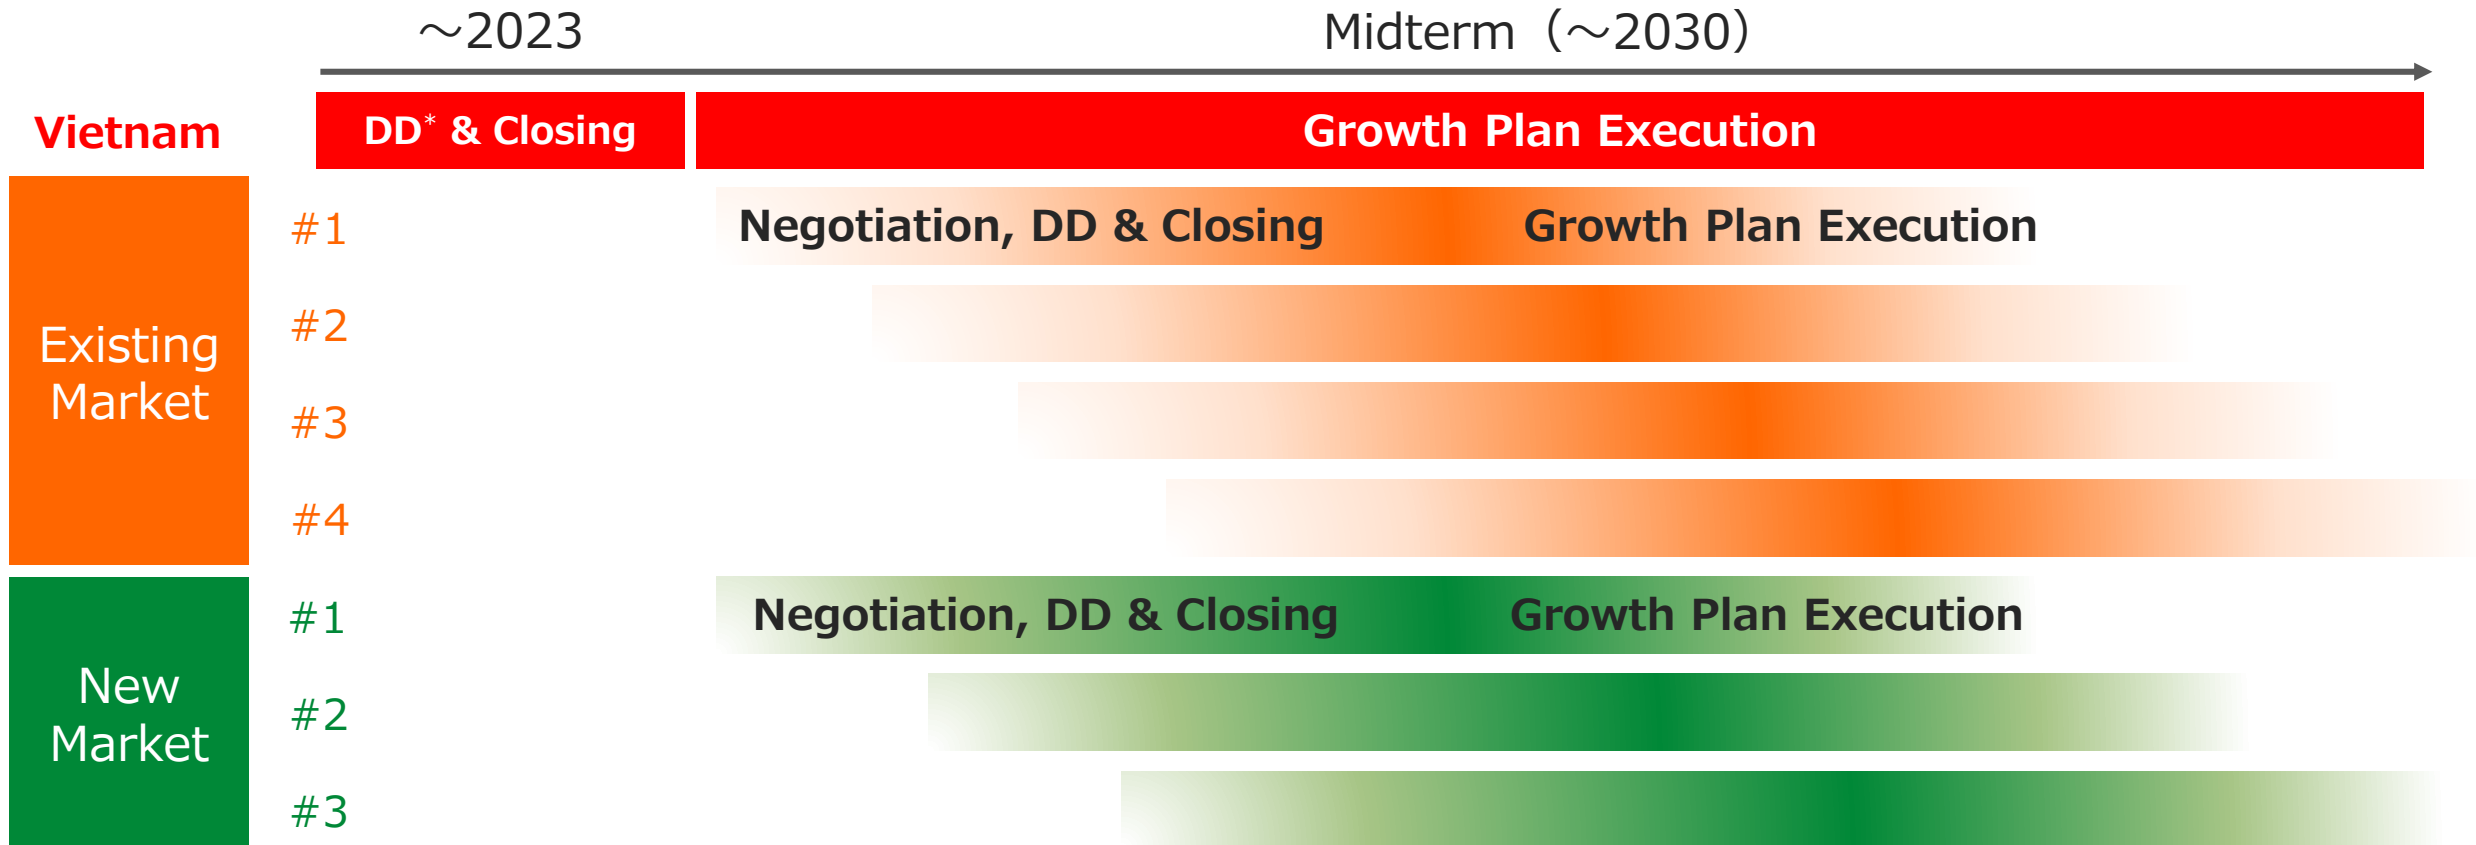 ～2023
Midterm（～2030）
Vietnam
DD* & Closing
Growth Plan Execution
Existing
Market
#1
Negotiation, DD & Closing
Growth Plan Execution
#2
#3
#4
New
Market
#1
Negotiation, DD & Closing
Growth Plan Execution
#2
#3